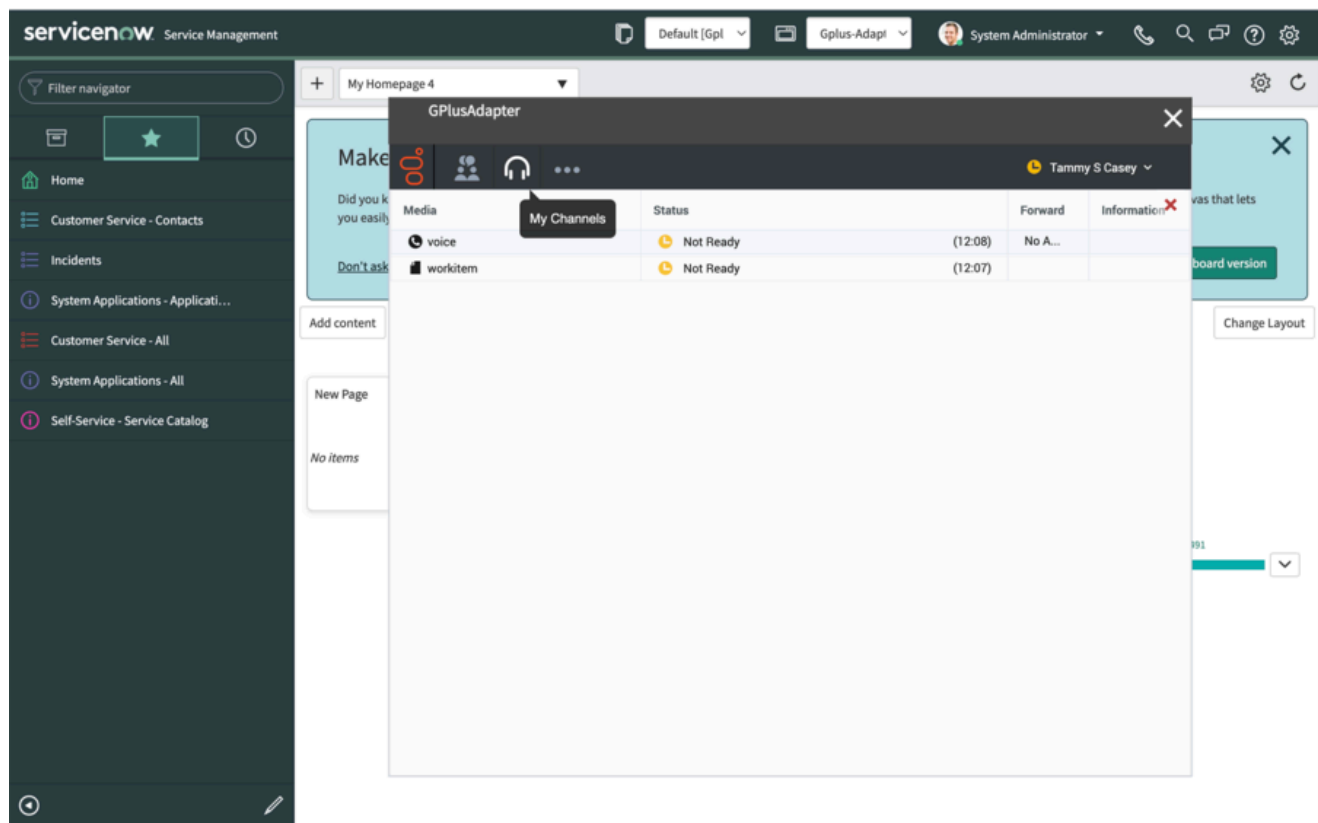 servicenow Service Management
Default [Gpl
Gplus-Adapt
System Administrator
Filter navigator
Home
Customer Service - Contacts
Incidents
System Applications - Applicati...
Customer Service - All
System Applications - All
Self-Service - Service Catalog
+ My Homepage 4
GPlusAdapter
Make
Did you k
you easily
Don't ask
vas that lets
board version
Tammy S Casey
My Channels
Media Status Forward Information
voice Not Ready (12:08) No A...
workitem Not Ready (12:07)
Add content
Change Layout
New Page
No items